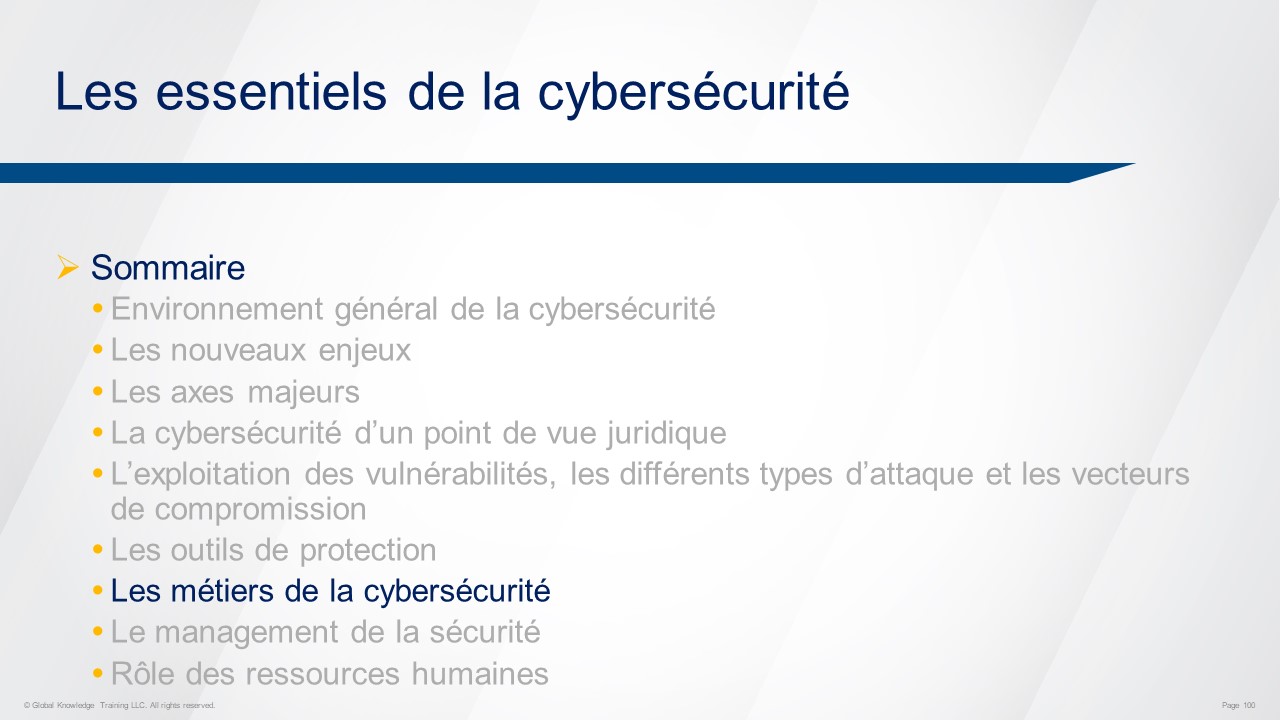 Les essentiels de la cybersécurité
Sommaire
Environnement général de la cybersécurité
Les nouveaux enjeux
Les axes majeurs
La cybersécurité d’un point de vue juridique
L’exploitation des vulnérabilités, les différents types d’attaque et les vecteurs
de compromission
Les outils de protection
Les métiers de la cybersécurité
Le management de la sécurité
Rôle des ressources humaines
© Global Knowledge Training LLC. All rights reserved.
Page 100